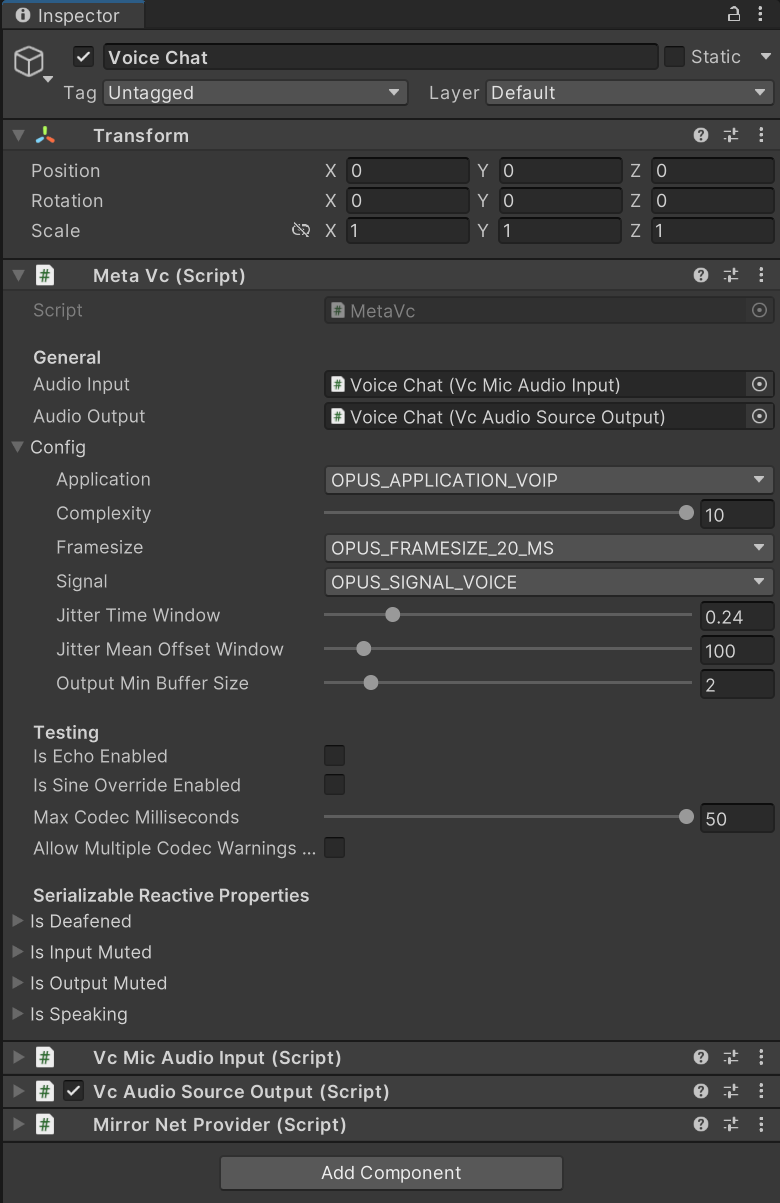 Inspector
Voice Chat Static
Tag Untagged Layer Default
Transform
Position X 0 Y 0 Z 0
Rotation X 0 Y 0 Z 0
Scale X 1 Y 1 Z 1
# Meta Vc (Script)
Script # MetaVc
General
Audio Input # Voice Chat (Vc Mic Audio Input)
Audio Output # Voice Chat (Vc Audio Source Output)
Config
Application OPUS_APPLICATION_VOIP
Complexity 10
Framesize OPUS_FRAMESIZE_20_MS
Signal OPUS_SIGNAL_VOICE
Jitter Time Window 0.24
Jitter Mean Offset Window 100
Output Min Buffer Size 2
Testing
Is Echo Enabled
Is Sine Override Enabled
Max Codec Milliseconds 50
Allow Multiple Codec Warnings ...
Serializable Reactive Properties
Is Deafened
Is Input Muted
Is Output Muted
Is Speaking
# Vc Mic Audio Input (Script)
# Vc Audio Source Output (Script)
# Mirror Net Provider (Script)
Add Component